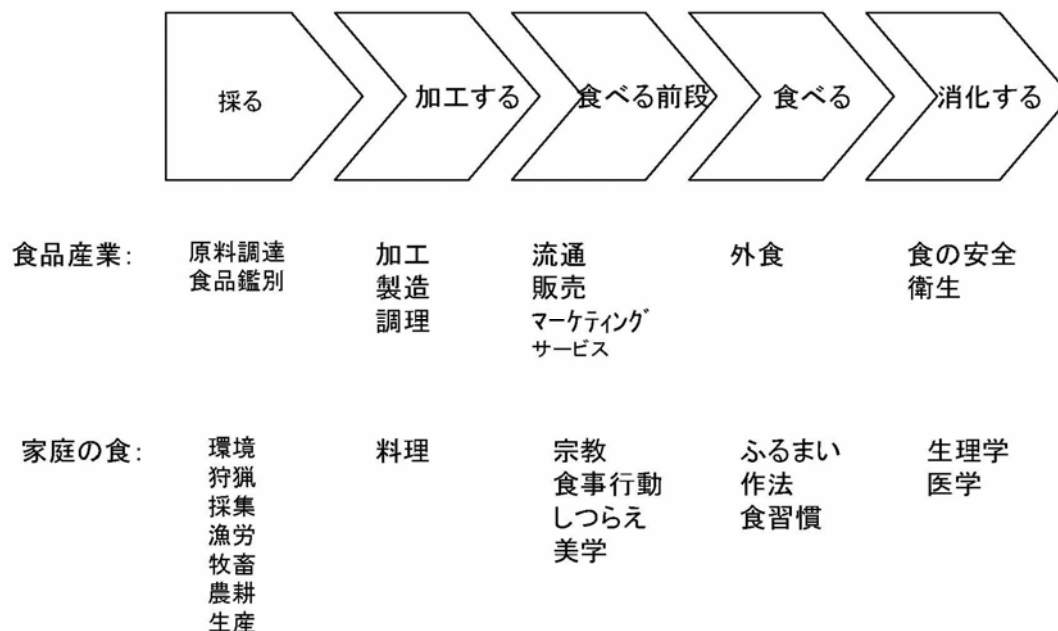 採る
加工する
食べる前段
食べる
消化する
食品産業:
原料調達
食品鑑別
加工
製造
調理
流通
販売
マーケティング
サービス
外食
食の安全
衛生
家庭の食:
環境
狩猟
採集
漁労
牧畜
農耕
生産
料理
宗教
食事行動
しつらえ
美学
ふるまい
作法
食習慣
生理学
医学